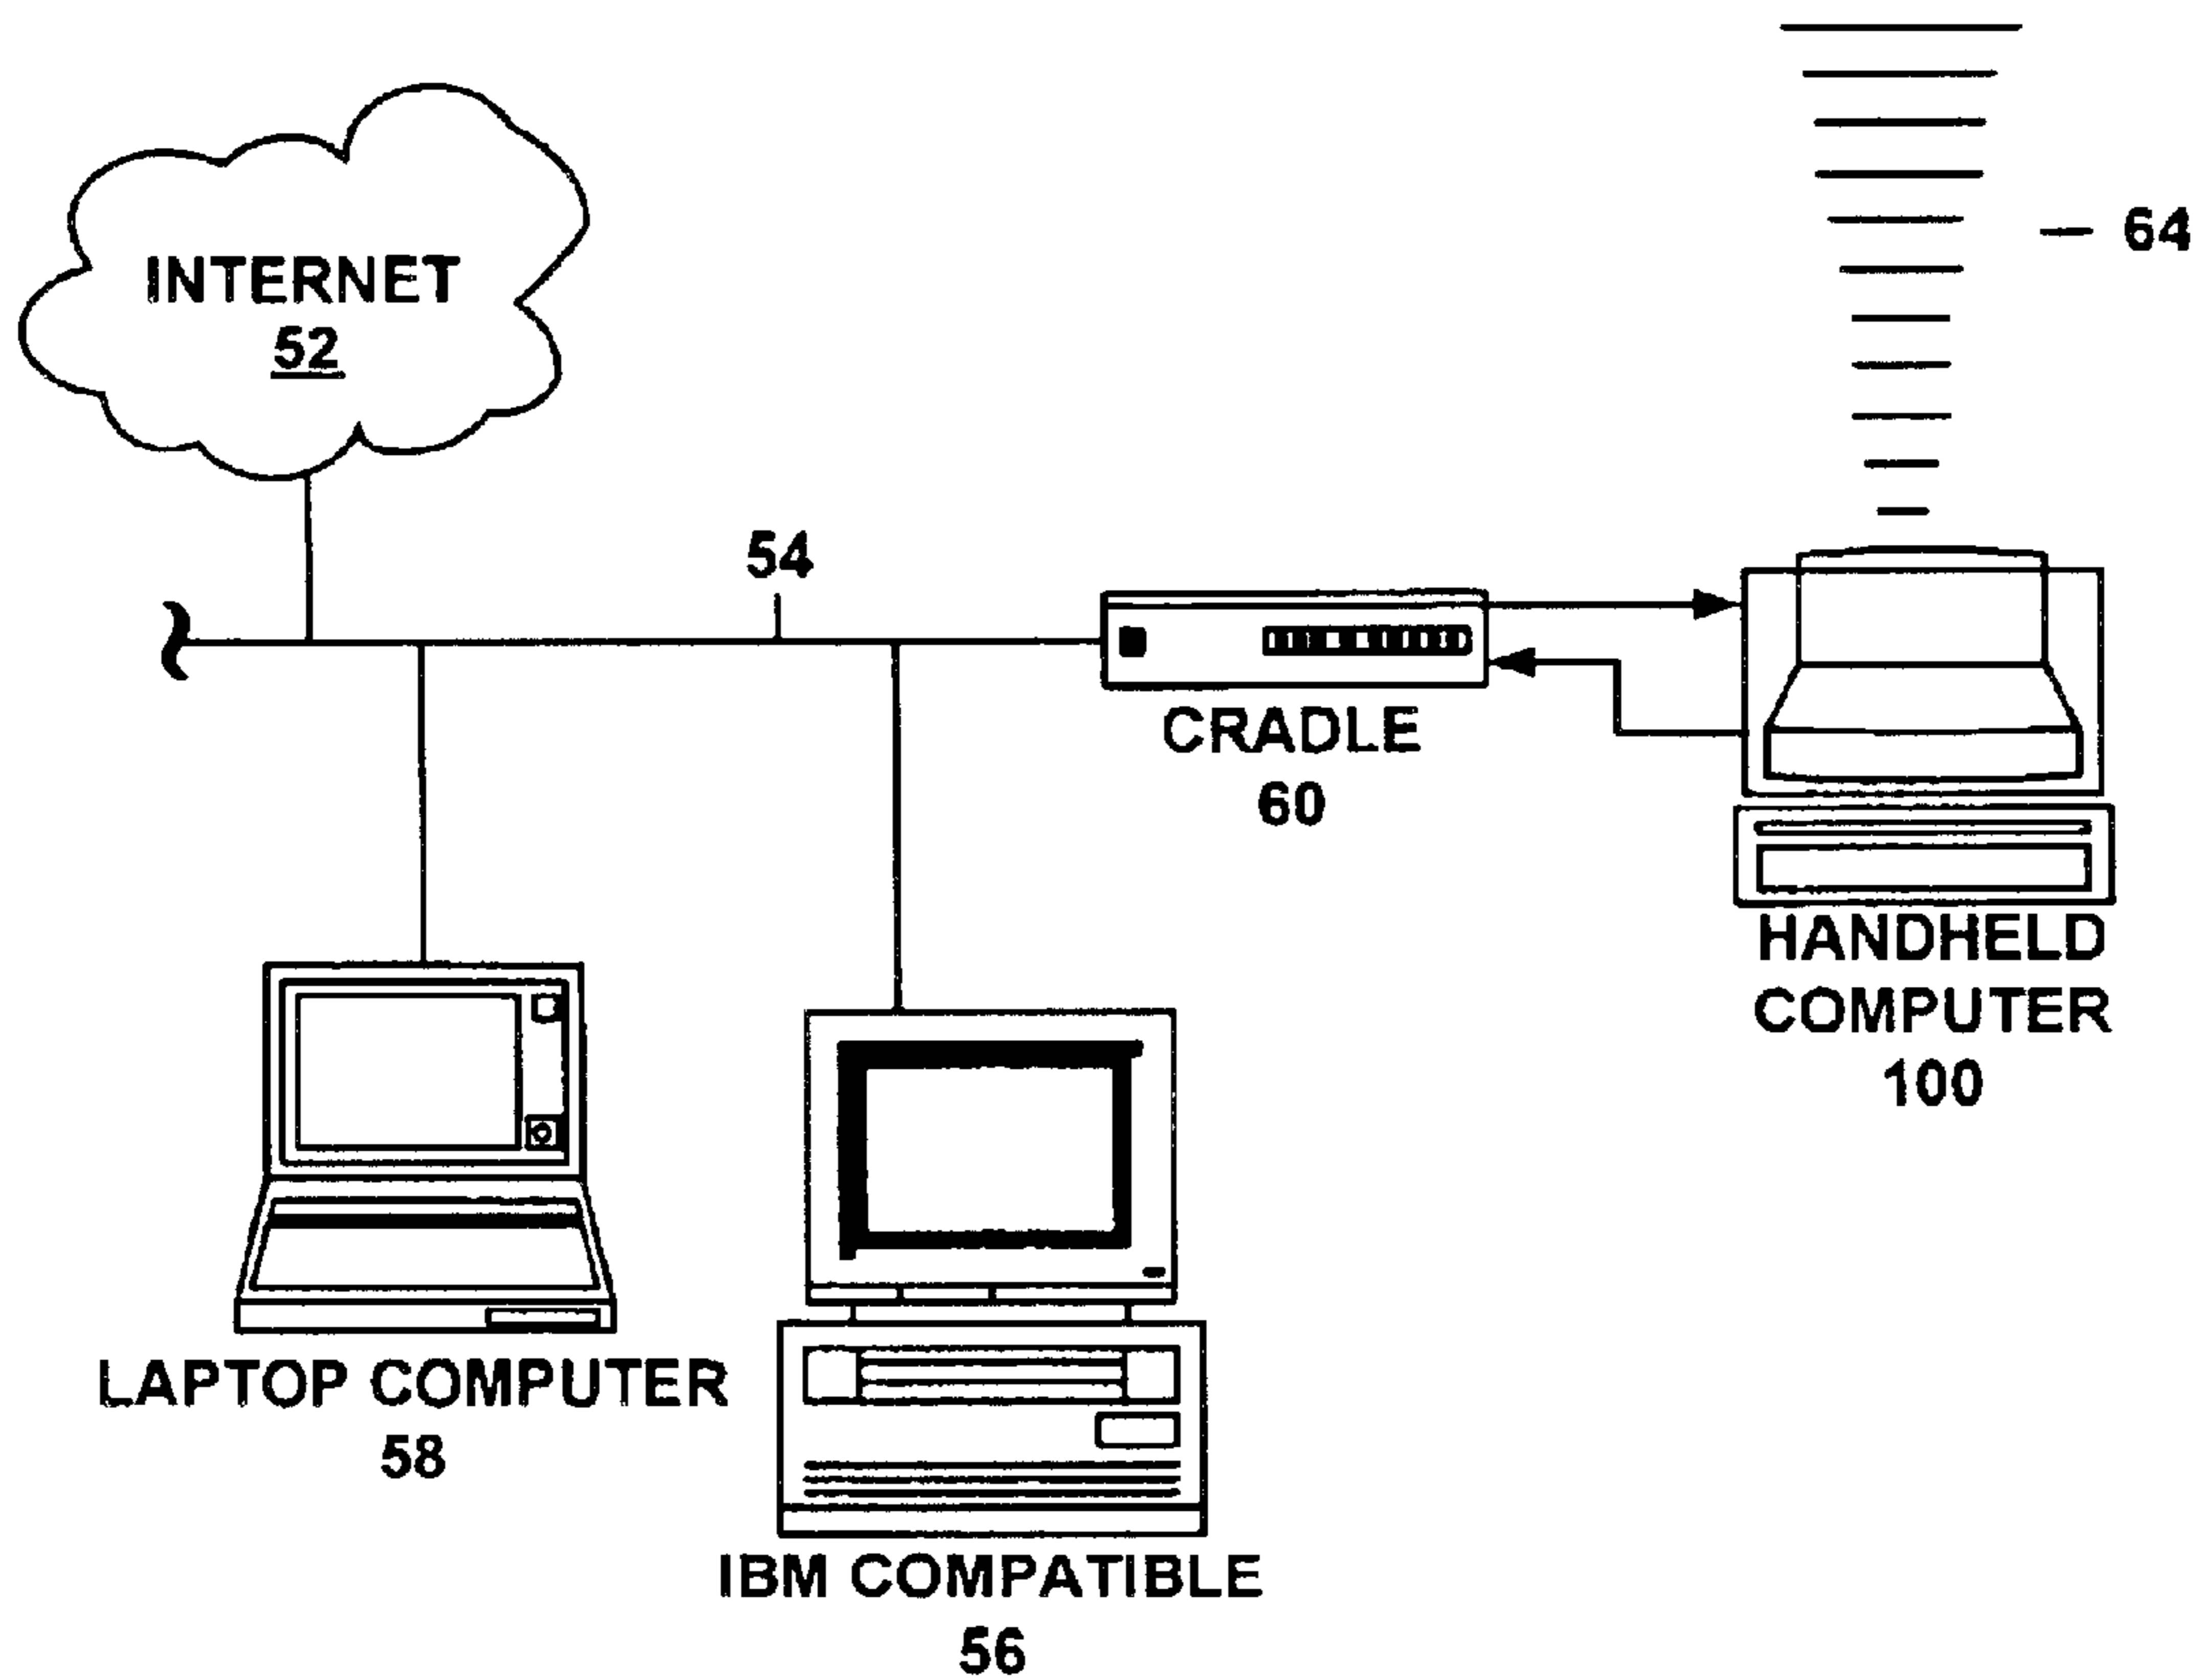 INTERNET
52
64
54
CRADLE
60
HANDHELD
COMPUTER
100
LAPTOP COMPUTER
58
IBM COMPATIBLE
56